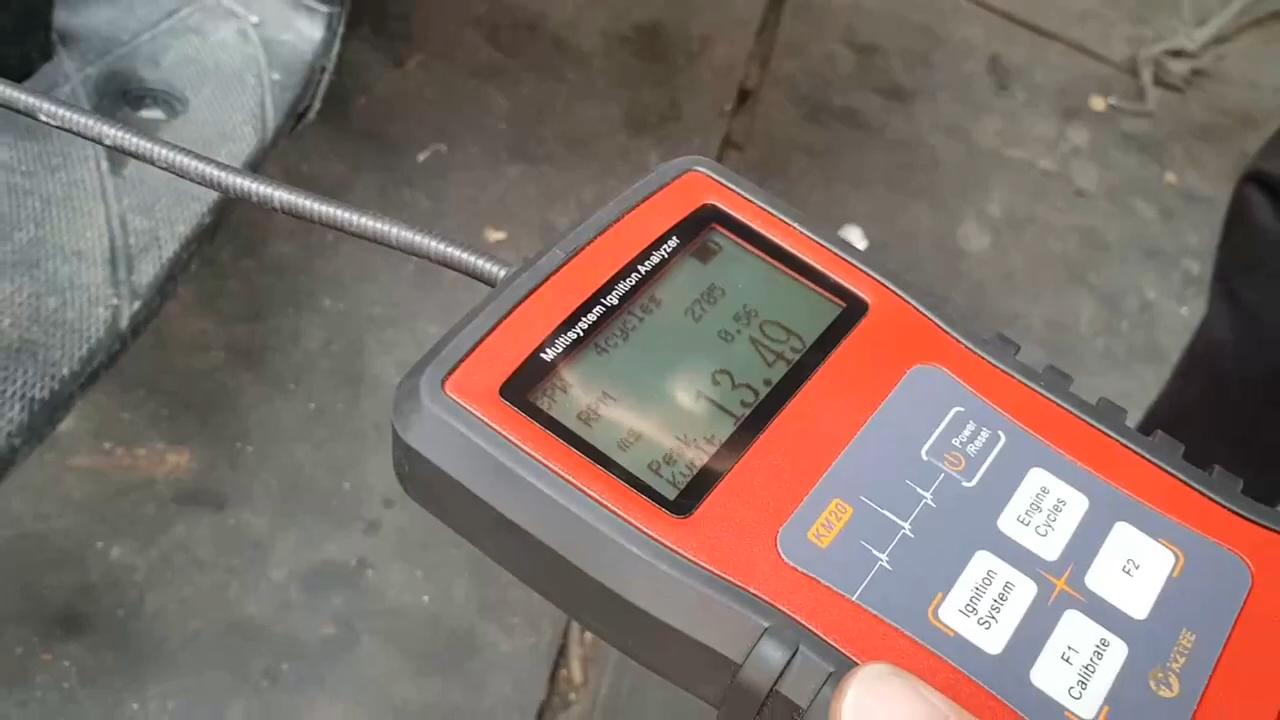 Multisystem Ignition Analyzer
4cycles
RPM 2705
ms 0.56
Peak 13.49
KM20
Power
/Reset
Engine
Cycles
Ignition
System
F2
F1
Calibrate